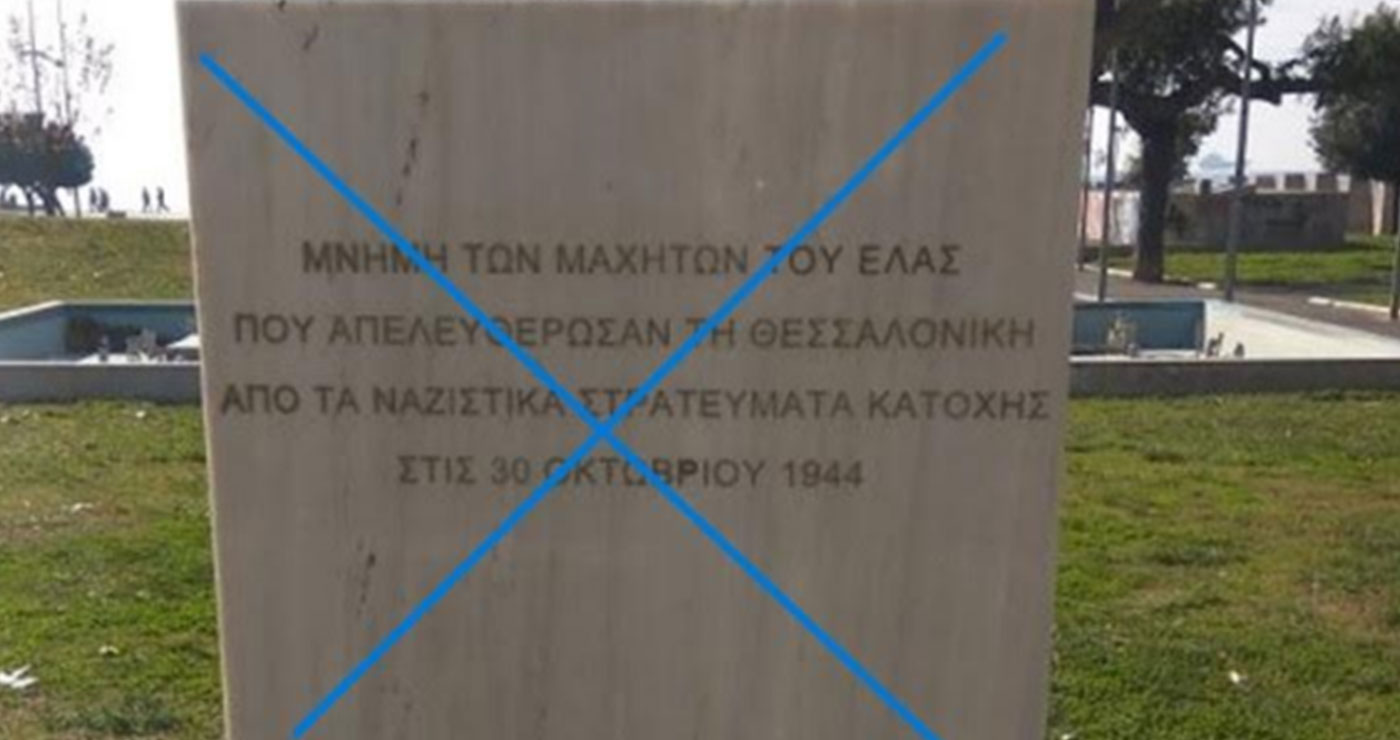 ΜΝΗΜΗ ΤΩΝ ΜΑΧΗΤΩΝ ΤΟΥ ΕΛΑΣ
ΠΟΥ ΑΠΕΛΕΥΘΕΡΩΣΑΝ ΤΗ ΘΕΣΣΑΛΟΝΙΚΗ
ΑΠΟ ΤΑ ΝΑΖΙΣΤΙΚΑ ΣΤΡΑΤΕΥΜΑΤΑ ΚΑΤΟΧΗΣ
ΣΤΙΣ 30 ΟΚΤΩΒΡΙΟΥ 1944